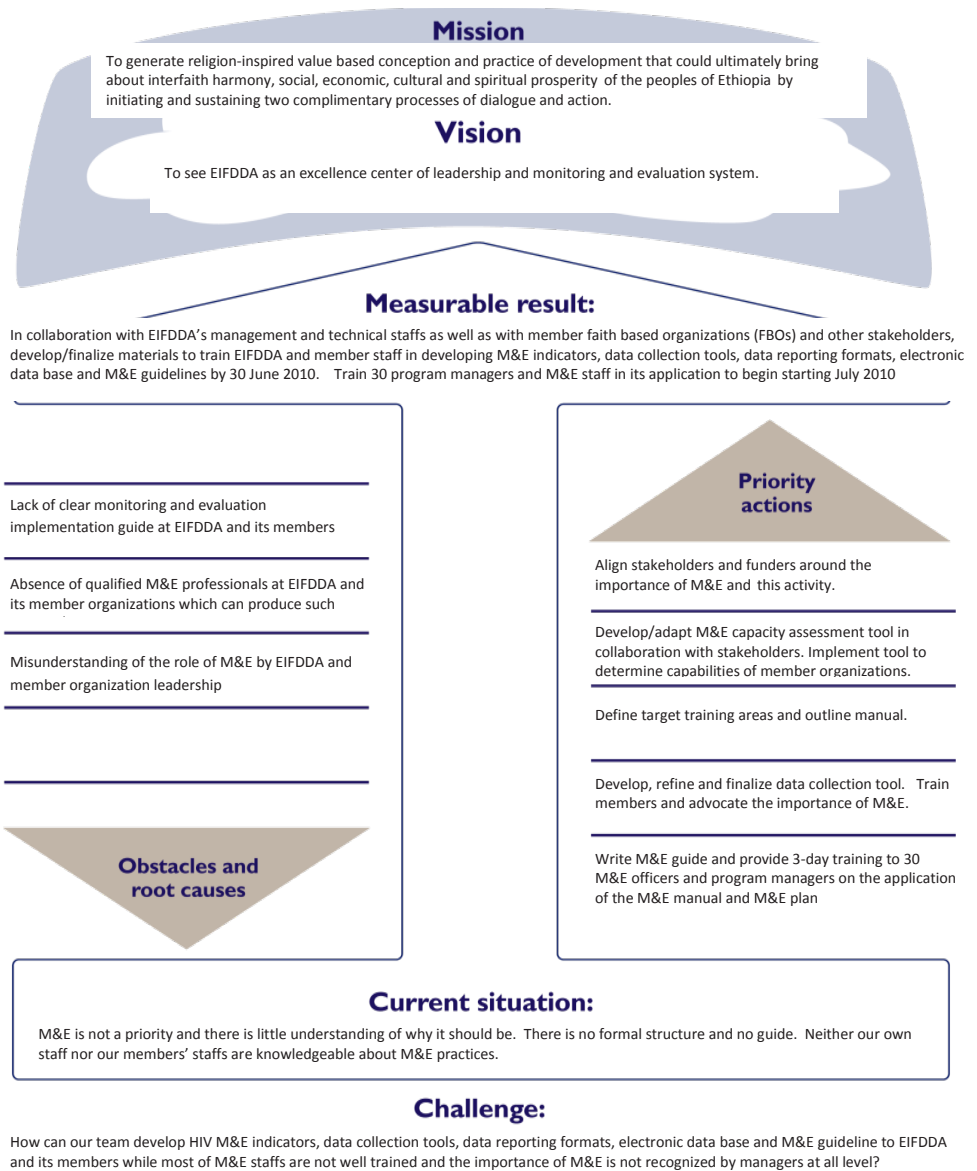 Mission
To generate religion-inspired value based conception and practice of development that could ultimately bring
about interfaith harmony, social, economic, cultural and spiritual prosperity of the peoples of Ethiopia by
initiating and sustaining two complimentary processes of dialogue and action.
Vision
To see EIFDDA as an excellence center of leadership and monitoring and evaluation system.
Measurable result:
In collaboration with EIFDDA's management and technical staffs as well as with member faith based organizations (FBOs) and other stakeholders,
develop/finalize materials to train EIFDDA and member staff in developing M&E indicators, data collection tools, data reporting formats, electronic
data base and M&E guidelines by 30 June 2010. Train 30 program managers and M&E staff in its application to begin starting July 2010
Lack of clear monitoring and evaluation
implementation guide at EIFDDA and its members
Absence of qualified M&E professionals at EIFDDA and
its member organizations which can produce such
Misunderstanding of the role of M&E by EIFDDA and
member organization leadership
Obstacles and
root causes
Priority
actions
Align stakeholders and funders around the
importance of M&E and this activity.
Develop/adapt M&E capacity assessment tool in
collaboration with stakeholders. Implement tool to
determine capabilities of member organizations.
Define target training areas and outline manual.
Develop, refine and finalize data collection tool. Train
members and advocate the importance of M&E.
Write M&E guide and provide 3-day training to 30
M&E officers and program managers on the application
of the M&E manual and M&E plan
Current situation:
M&E is not a priority and there is little understanding of why it should be. There is no formal structure and no guide. Neither our own
staff nor our members' staffs are knowledgeable about M&E practices.
Challenge:
How can our team develop HIV M&E indicators, data collection tools, data reporting formats, electronic data base and M&E guideline to EIFDDA
and its members while most of M&E staffs are not well trained and the importance of M&E is not recognized by managers at all level?